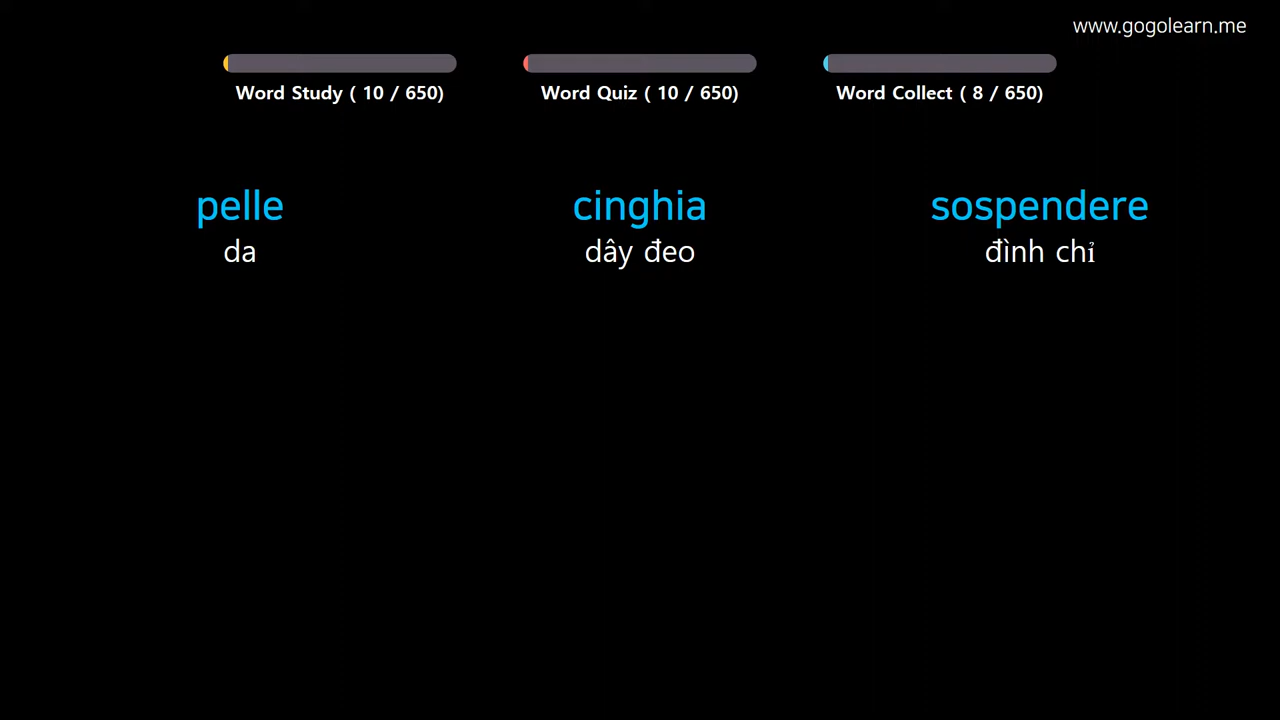 www.gogolearn.me
Word Study ( 10 / 650)
Word Quiz ( 10 / 650)
Word Collect ( 8 / 650)
pelle
da
cinghia
dây đeo
sospendere
đình chỉ